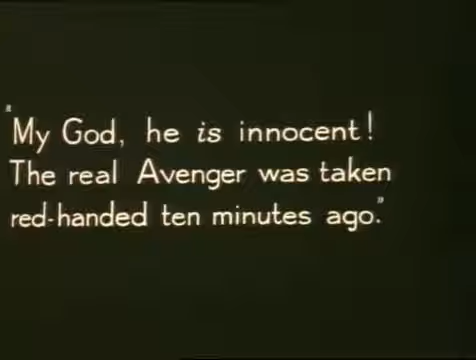 "My God, he is innocent!
The real Avenger was taken
red-handed ten minutes ago."